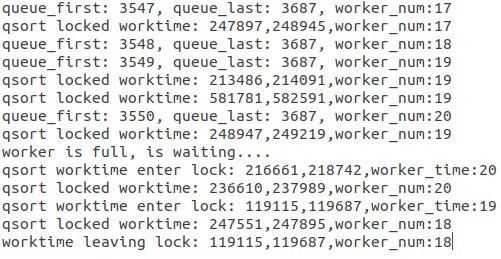 queue_first: 3547, queue_last: 3687, worker_num:17
qsort locked worktime: 247897,248945,worker_num:17
queue_first: 3548, queue_last: 3687, worker_num:18
queue_first: 3549, queue_last: 3687, worker_num:19
qsort locked worktime: 213486,214091,worker_num:19
qsort locked worktime: 581781,582591,worker_num:19
queue_first: 3550, queue_last: 3687, worker_num:20
qsort locked worktime: 248947,249219,worker_num:19
worker is full, is waiting....
qsort worktime enter lock: 216661,218742,worker_time:20
qsort locked worktime: 236610,237989,worker_num:20
qsort worktime enter lock: 119115,119687,worker_time:19
qsort locked worktime: 247551,247895,worker_num:18
worktime leaving lock: 119115,119687,worker_num:18